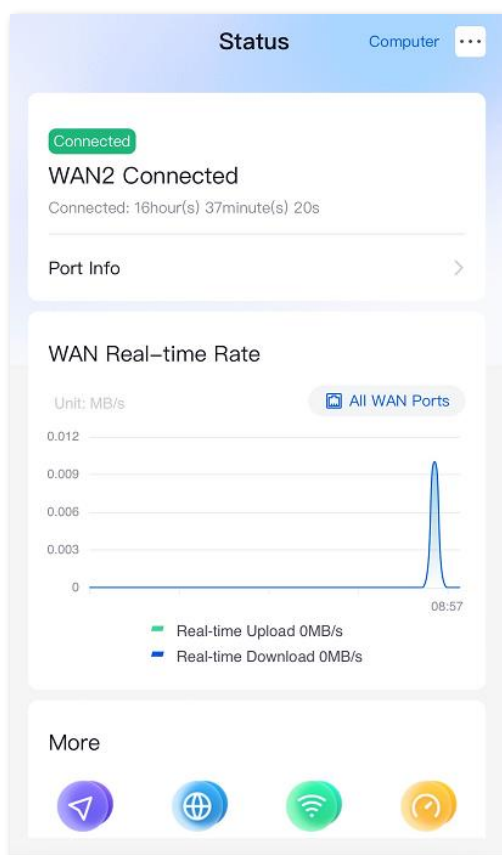 Status
Computer
Connected
WAN2 Connected
Connected: 16hour(s) 37minute(s) 20s
Port Info
WAN Real-time Rate
Unit: MB/s
All WAN Ports
0.012
0.009
0.006
0.003
0
08:57
Real-time Upload 0MB/s
Real-time Download 0MB/s
More